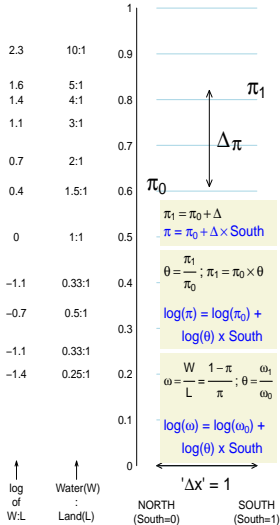 1
2.3 10:1 0.9
1.6 5:1
1.4 4:1 0.8 π₁
1.1 3:1
0.7 0.7
2:1 Δπ
0.4 1.5:1 0.6 π₀
π₁ = π₀ + Δ
π = π₀ + Δ × South
0 1:1 0.5
θ = π₁ / π₀ ; π₁ = π₀ × θ
−1.1 0.33:1 0.4
log(π) = log(π₀) +
log(θ) x South
−0.7 0.5:1 0.3
−1.1 0.33:1
−1.4 0.25:1 0.2
ω = W / L = 1 − π / π ; θ = ω₁ / ω₀
log(ω) = log(ω₀) +
log(θ) x South
0.1
0
'Δx' = 1
log Water(W)
of :
W:L Land(L)
NORTH SOUTH
(South=0) (South=1)